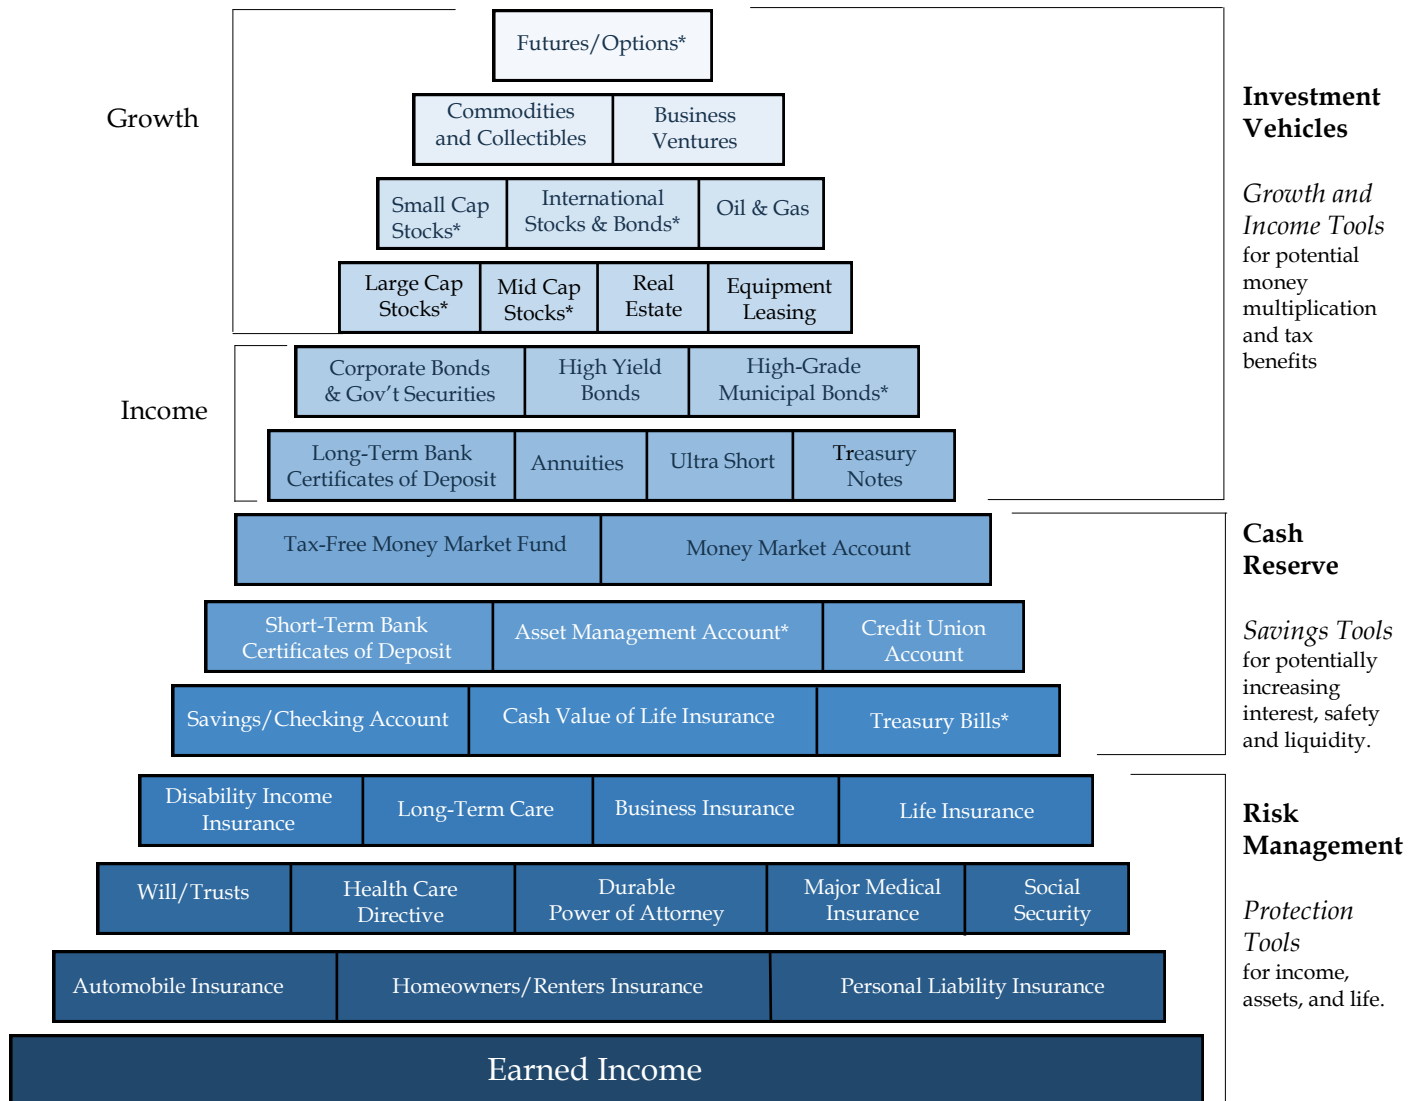 Futures/Options*
Growth
Commodities
and Collectibles
Business
Ventures
Small Cap
Stocks*
International
Stocks & Bonds*
Oil & Gas
Large Cap
Stocks*
Mid Cap
Stocks*
Real
Estate
Equipment
Leasing
Income
Corporate Bonds
& Gov't Securities
High Yield
Bonds
High-Grade
Municipal Bonds*
Long-Term Bank
Certificates of Deposit
Annuities
Ultra Short
Treasury
Notes
Investment
Vehicles
Growth and
Income Tools
for potential
money
multiplication
and tax
benefits
Tax-Free Money Market Fund
Money Market Account
Short-Term Bank
Certificates of Deposit
Asset Management Account*
Credit Union
Account
Savings/Checking Account
Cash Value of Life Insurance
Treasury Bills*
Cash
Reserve
Savings Tools
for potentially
increasing
interest, safety
and liquidity.
Disability Income
Insurance
Long-Term Care
Business Insurance
Life Insurance
Will/Trusts
Health Care
Directive
Durable
Power of Attorney
Major Medical
Insurance
Social
Security
Automobile Insurance
Homeowners/Renters Insurance
Personal Liability Insurance
Earned Income
Risk
Management
Protection
Tools
for income,
assets, and life.